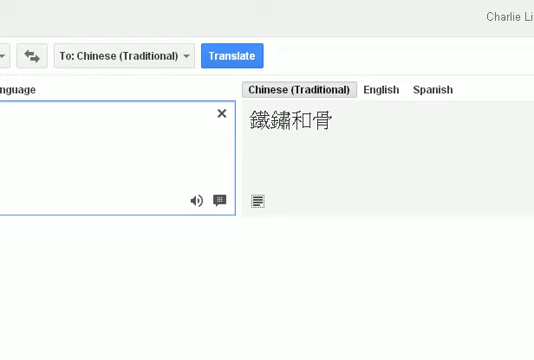 Charlie Li
To: Chinese (Traditional) Translate
nguage
Chinese (Traditional) English Spanish
鐵鏽和骨